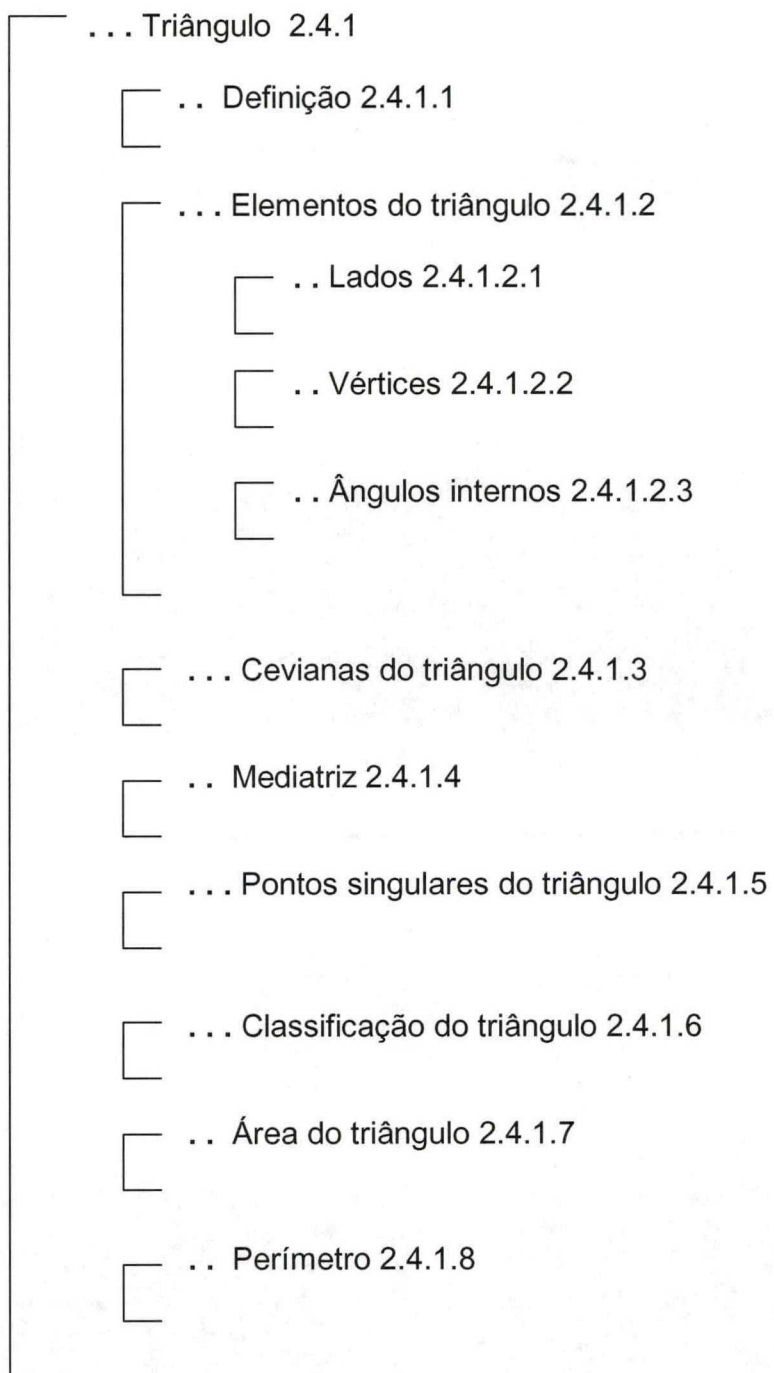 ... Triângulo 2.4.1
.. Definição 2.4.1.1
... Elementos do triângulo 2.4.1.2
.. Lados 2.4.1.2.1
.. Vértices 2.4.1.2.2
.. Ângulos internos 2.4.1.2.3
... Cevianas do triângulo 2.4.1.3
.. Mediatriz 2.4.1.4
... Pontos singulares do triângulo 2.4.1.5
... Classificação do triângulo 2.4.1.6
.. Área do triângulo 2.4.1.7
.. Perímetro 2.4.1.8